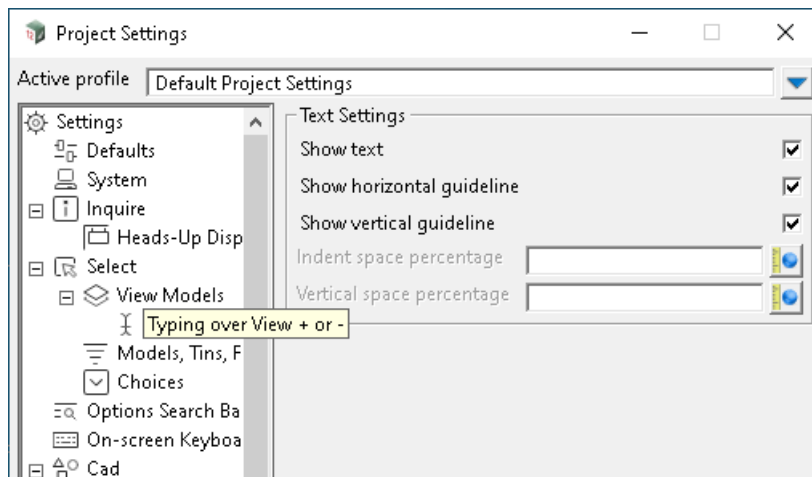 Project Settings
Active profile Default Project Settings
Settings
Defaults
System
Inquire
Heads-Up Disp
Select
View Models
Typing over View + or -
Models, Tins, F
Choices
Options Search Ba
On-screen Keyboa
Cad
Text Settings
Show text
Show horizontal guideline
Show vertical guideline
Indent space percentage
Vertical space percentage